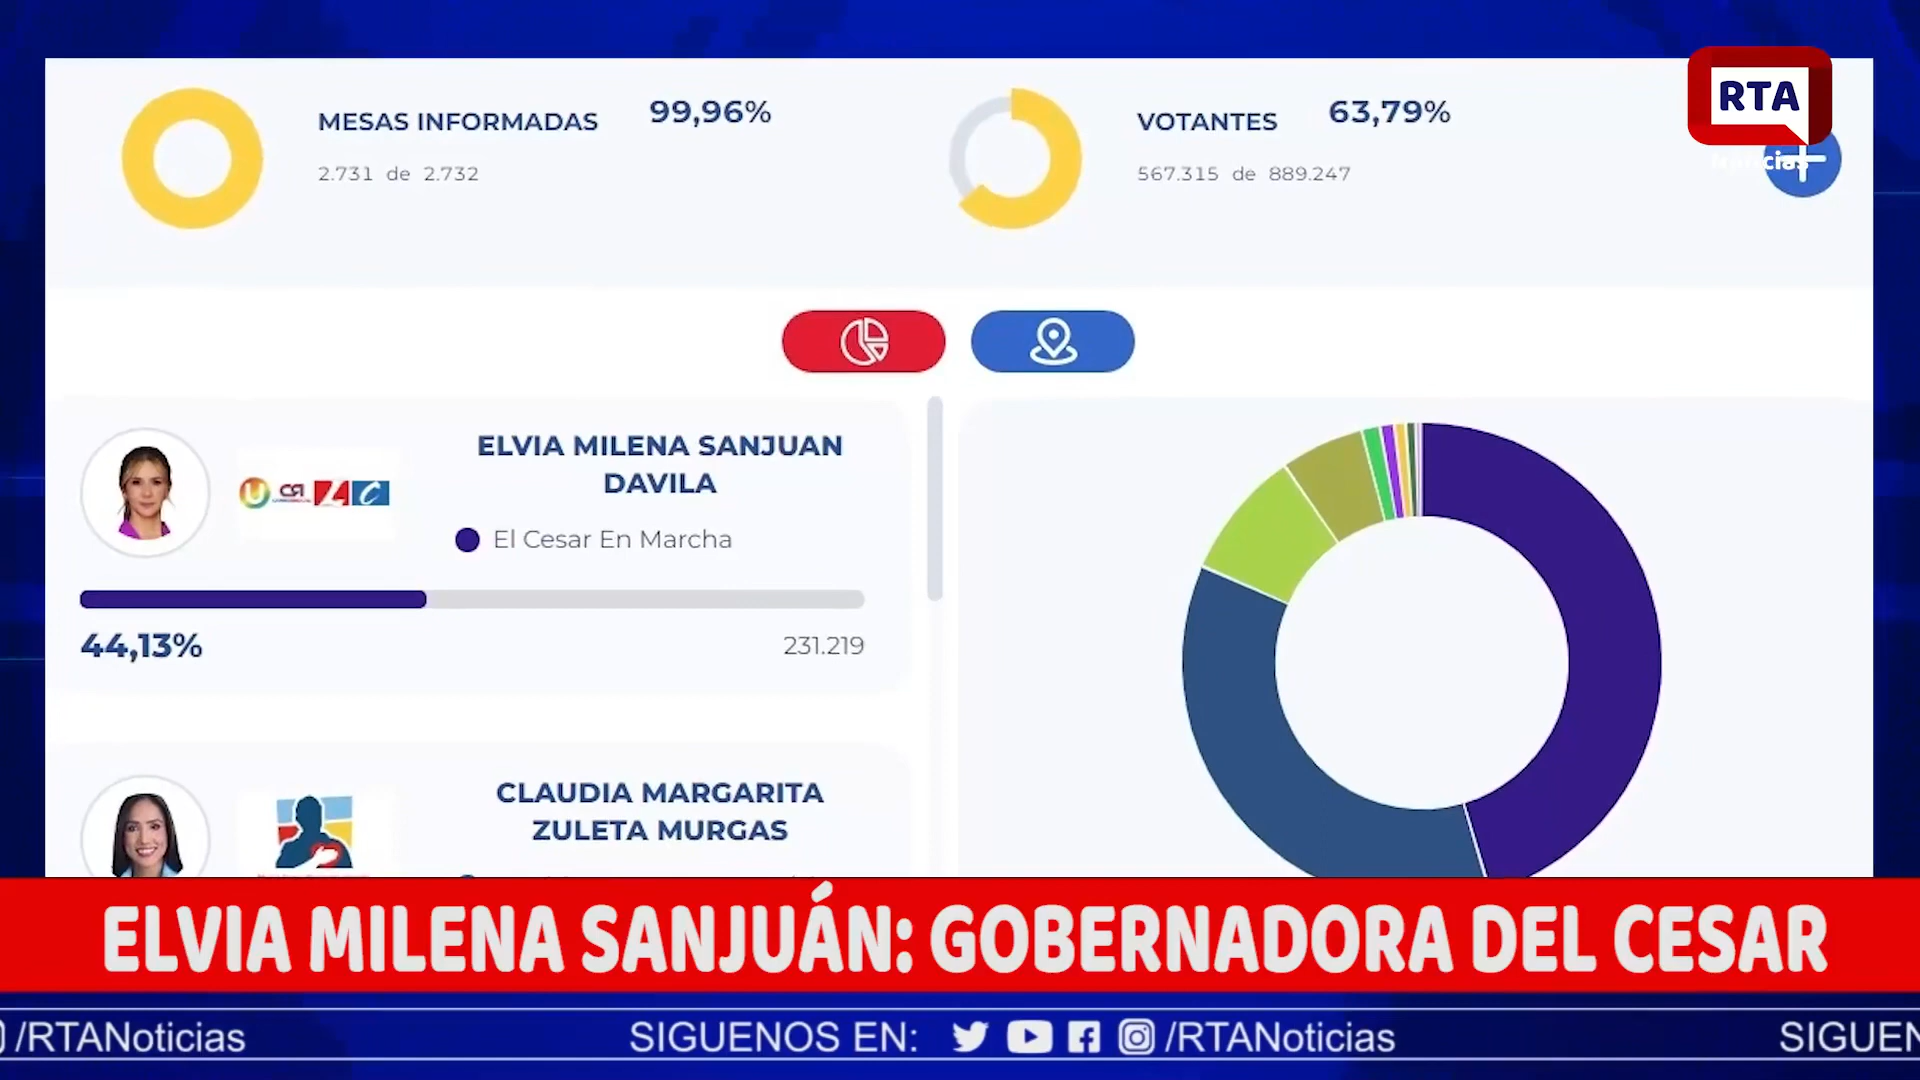 MESAS INFORMADAS 99,96%
2.731 de 2.732
VOTANTES 63,79%
567.315 de 889.247
RTA
Noticias
ELVIA MILENA SANJUAN
DAVILA
El Cesar En Marcha
44,13% 231.219
CLAUDIA MARGARITA
ZULETA MURGAS
ELVIA MILENA SANJUÁN: GOBERNADORA DEL CESAR
/RTANoticias SIGUENOS EN: /RTANoticias SIGUEN